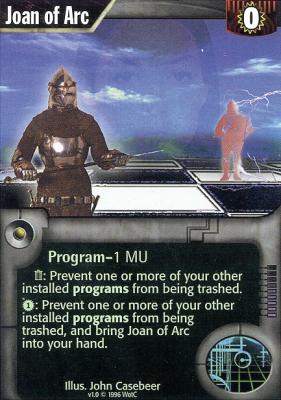 Joan of Arc
0
Program–1 MU
: Prevent one or more of your other
installed programs from being trashed.
1: Prevent one or more of your other
installed programs from being
trashed, and bring Joan of Arc
into your hand.
Illus. John Casebeer
v1.0 © 1996 WotC